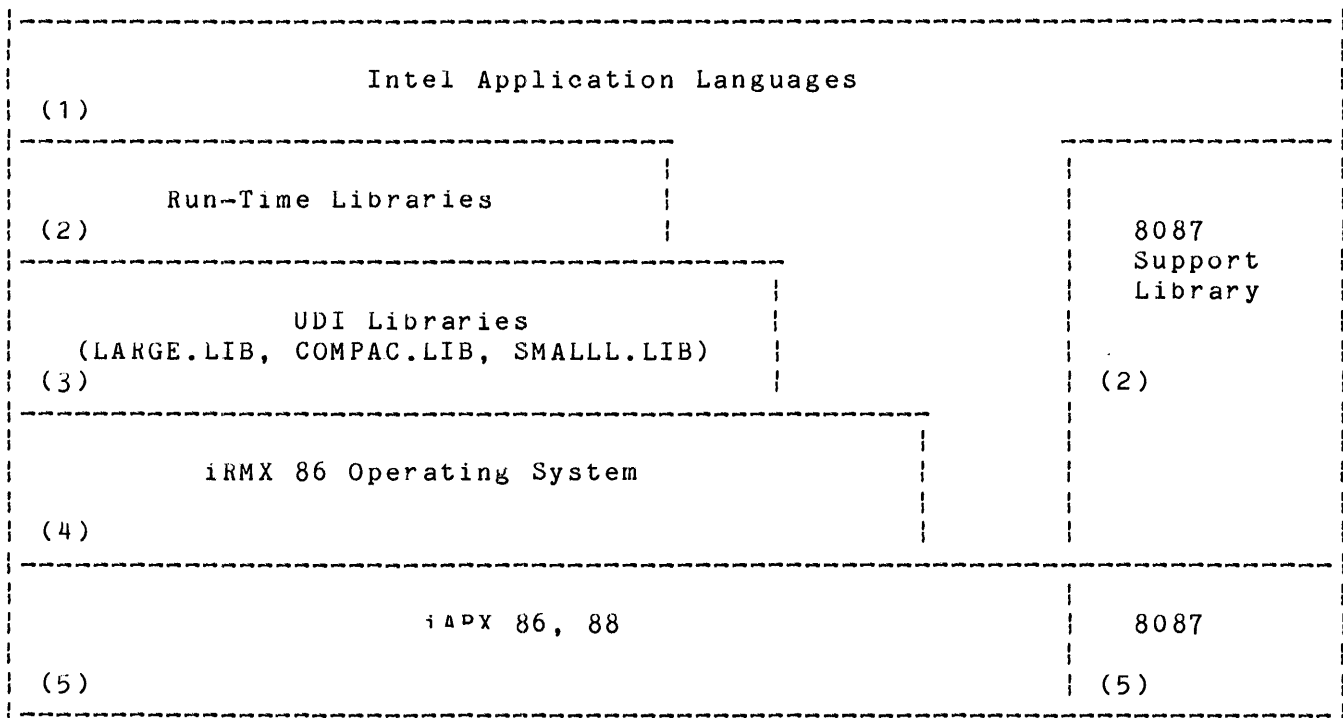 Intel Application Languages
(1)
Run-Time Libraries
(2)
8087
Support
Library
(2)
UDI Libraries
(LARGE.LIB, COMPAC.LIB, SMALLL.LIB)
(3)
iRMX 86 Operating System
(4)
iAPX 86, 88
(5)
8087
(5)